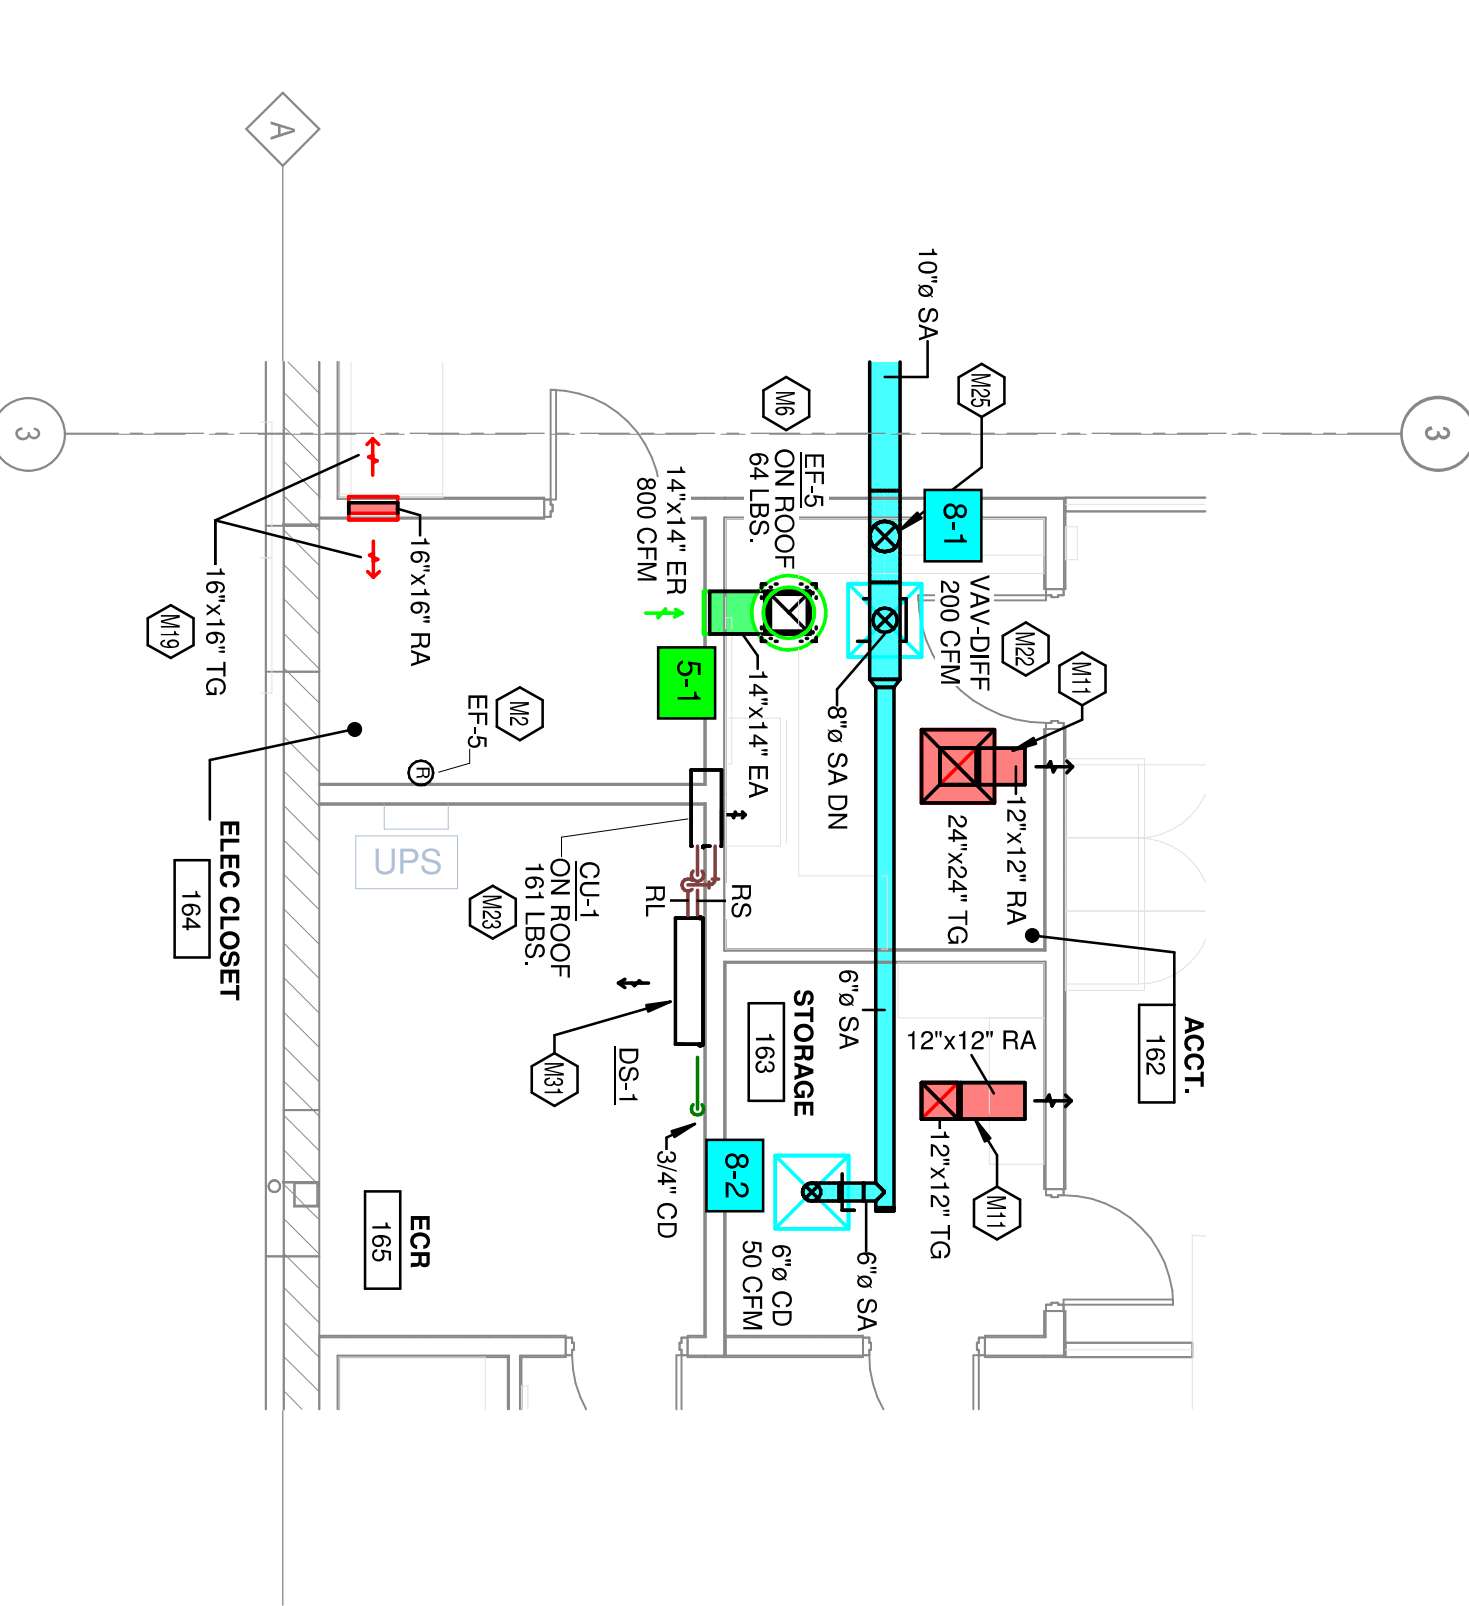 A
3
3
10"ø SA
M25
M6
EF-5
ON ROOF
64 LBS.
14"x14" ER
800 CFM
8-1
VAV-DIFF
200 CFM
M22
M11
16"x16" RA
16"x16" TG
M19
M2
EF-5
R
5-1
14"x14" EA
8"ø SA DN
12"x12" RA
24"x24" TG
UPS
ELEC CLOSET
164
CU-1
ON ROOF
161 LBS.
M23
RL
RS
6"ø SA
STORAGE
163
12"x12" RA
ACCT.
162
M31
DS-1
3/4" CD
8-2
12"x12" TG
M11
ECR
165
6"ø CD
50 CFM
6"ø SA